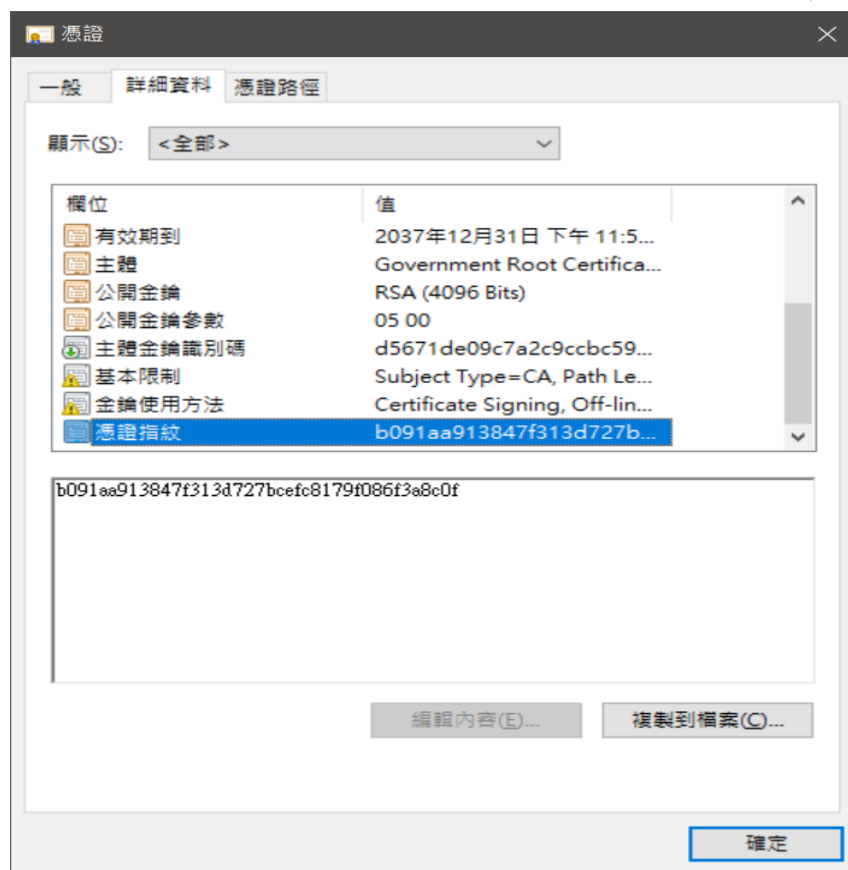 憑證
一般 詳細資料 憑證路徑
顯示(S): <全部>
欄位 值
有效期到 2037年12月31日 下午 11:5...
主體 Government Root Certifica...
公開金鑰 RSA (4096 Bits)
公開金鑰參數 05 00
主體金鑰識別碼 d5671de09c7a2c9ccbc59...
基本限制 Subject Type=CA, Path Le...
金鑰使用方法 Certificate Signing, Off-lin...
憑證指紋 b091aa913847f313d727b...
b091aa913847f313d727bcefc8179f086f3a8c0f
編輯內容(E)... 複製到檔案(C)...
確定